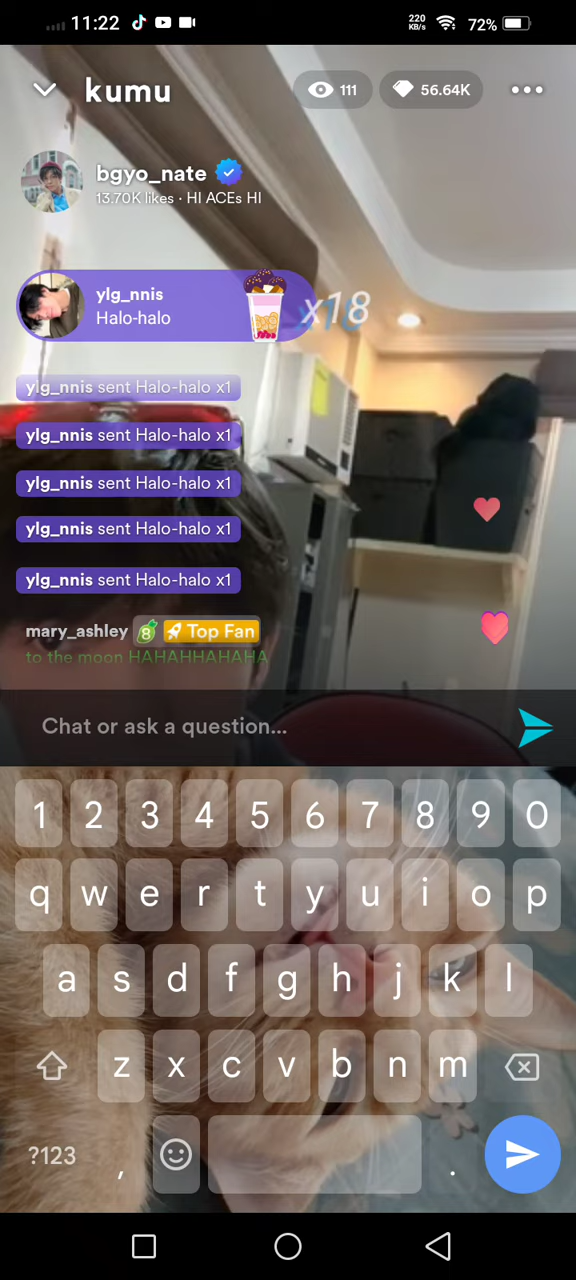 11:22
220
KB/s
72%
kumu
111
56.64K
bgyo_nate
13.70K likes · HI ACEs HI
ylg_nnis
Halo-halo
x18
ylg_nnis sent Halo-halo x1
ylg_nnis sent Halo-halo x1
ylg_nnis sent Halo-halo x1
ylg_nnis sent Halo-halo x1
ylg_nnis sent Halo-halo x1
mary_ashley 8 Top Fan
to the moon HAHAHHAHAHA
Chat or ask a question...
1 2 3 4 5 6 7 8 9 0
q w e r t y u i o p
a s d f g h j k l
z x c v b n m
?123 , .